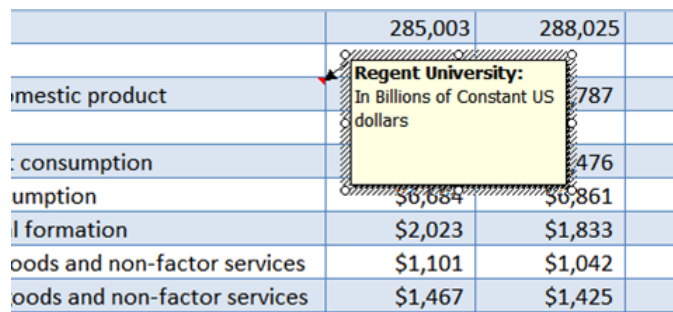 285,003 288,025
Regent University:
omestic product In Billions of Constant US ,787
dollars
consumption 476
umption $6,684 $6,861
l formation $2,023 $1,833
oods and non-factor services $1,101 $1,042
oods and non-factor services $1,467 $1,425